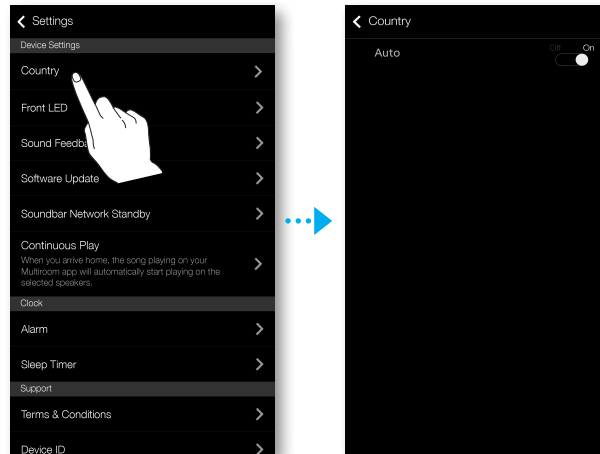 Settings
Device Settings
Country
Front LED
Sound Feedba
Software Update
Soundbar Network Standby
Continuous Play
When you arrive home, the song playing on your
Multiroom app will automatically start playing on the
selected speakers.
Clock
Alarm
Sleep Timer
Support
Terms & Conditions
Device ID
Country
Auto
Off On